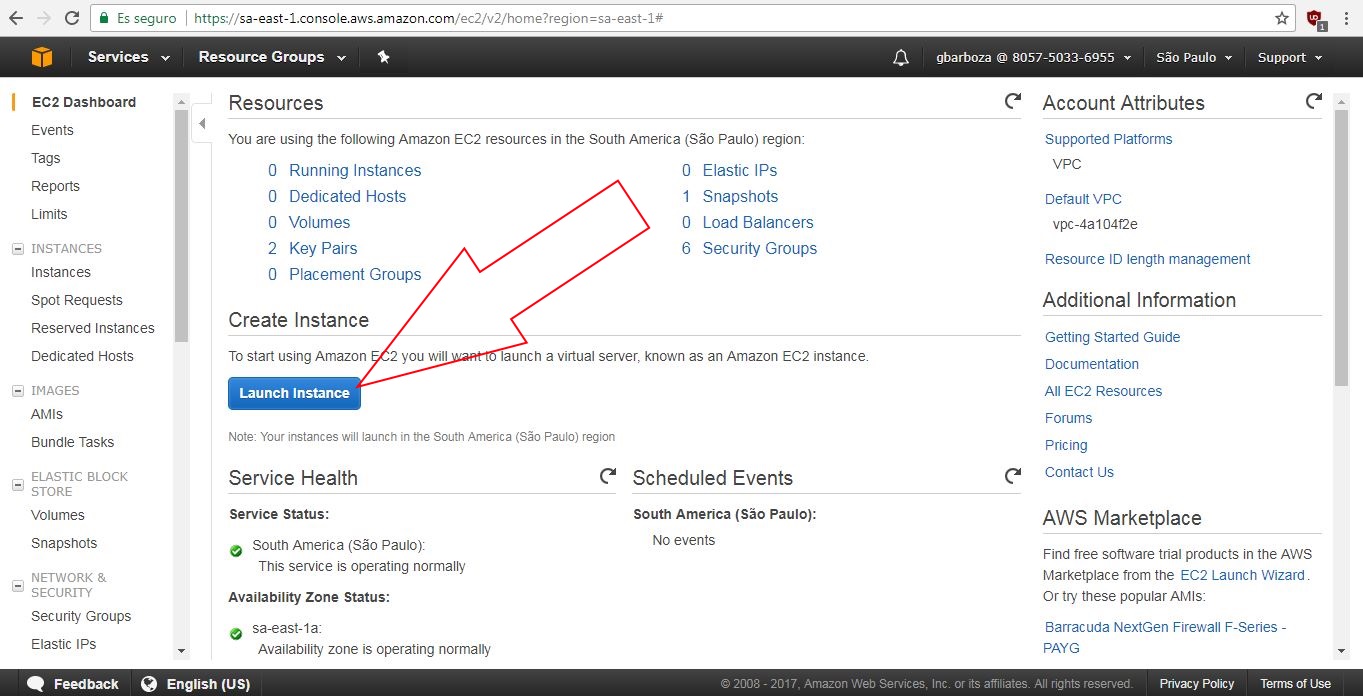 Es seguro https://sa-east-1.console.aws.amazon.com/ec2/v2/home?region=sa-east-1#
1
Services Resource Groups gbarboza @ 8057-5033-6955 São Paulo Support
EC2 Dashboard
Events
Tags
Reports
Limits
INSTANCES
Instances
Spot Requests
Reserved Instances
Dedicated Hosts
IMAGES
AMIs
Bundle Tasks
ELASTIC BLOCK
STORE
Volumes
Snapshots
NETWORK &
SECURITY
Security Groups
Elastic IPs
Resources
You are using the following Amazon EC2 resources in the South America (São Paulo) region:
0 Running Instances
0 Dedicated Hosts
0 Volumes
2 Key Pairs
0 Placement Groups
0 Elastic IPs
1 Snapshots
0 Load Balancers
6 Security Groups
Create Instance
To start using Amazon EC2 you will want to launch a virtual server, known as an Amazon EC2 instance.
Launch Instance
Note: Your instances will launch in the South America (São Paulo) region
Service Health
Service Status:
South America (São Paulo):
This service is operating normally
Availability Zone Status:
sa-east-1a:
Availability zone is operating normally
Scheduled Events
South America (São Paulo):
No events
Account Attributes
Supported Platforms
VPC
Default VPC
vpc-4a104f2e
Resource ID length management
Additional Information
Getting Started Guide
Documentation
All EC2 Resources
Forums
Pricing
Contact Us
AWS Marketplace
Find free software trial products in the AWS
Marketplace from the EC2 Launch Wizard.
Or try these popular AMIs:
Barracuda NextGen Firewall F-Series -
PAYG
Feedback English (US) © 2008 - 2017, Amazon Web Services, Inc. or its affiliates. All rights reserved. Privacy Policy Terms of Use